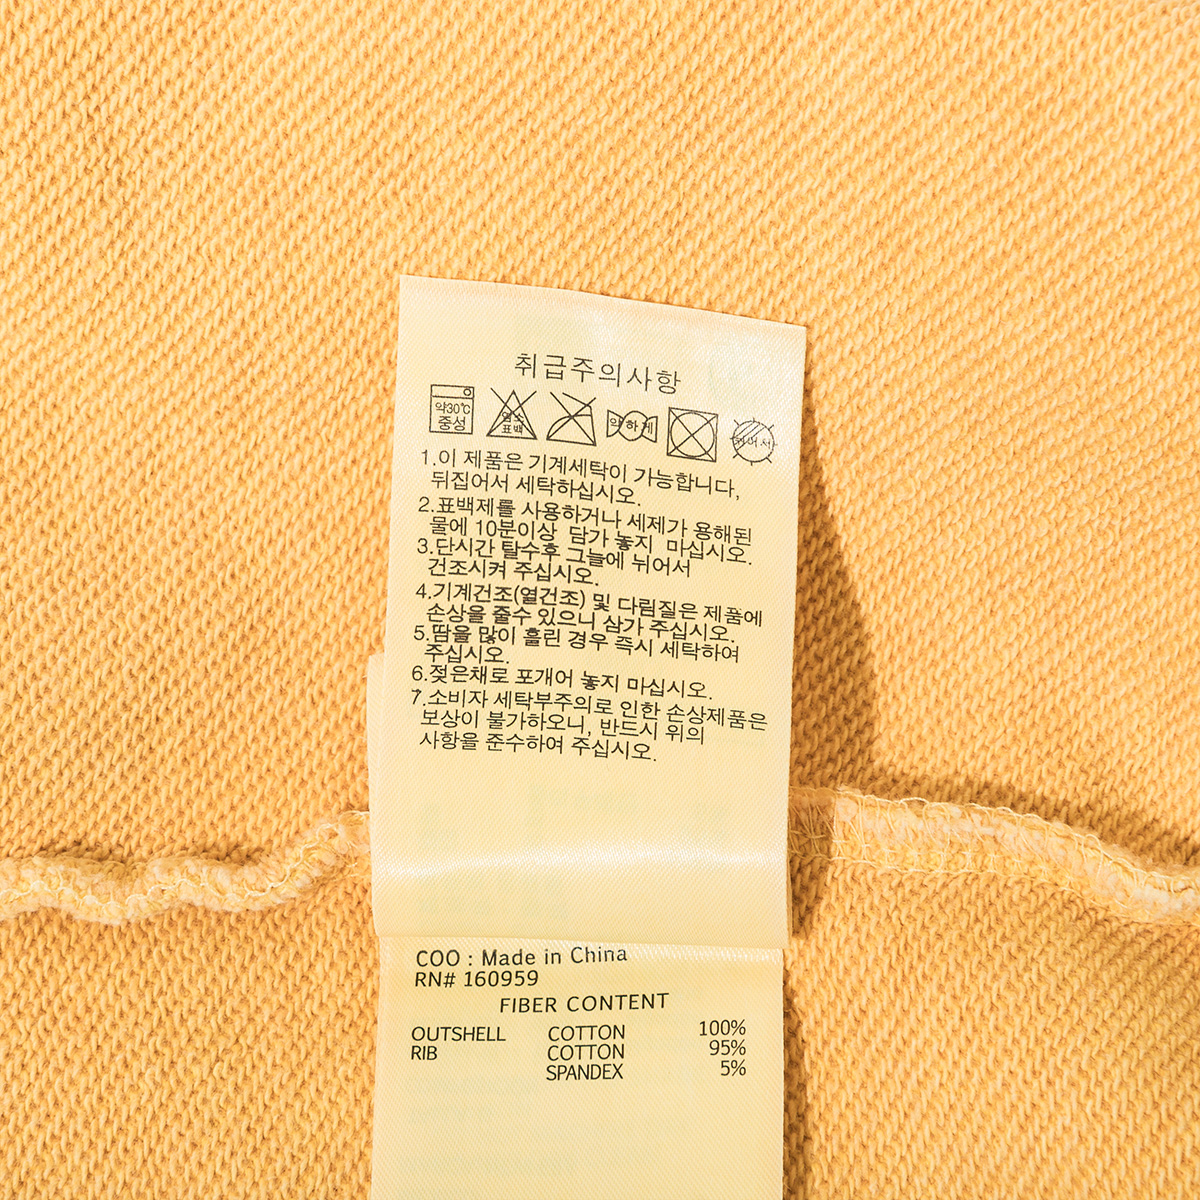 취급주의사항
약30℃
중성
염소
표백
약하게
뉘어서
1.이 제품은 기계세탁이 가능합니다,
뒤집어서 세탁하십시오.
2.표백제를 사용하거나 세제가 용해된
물에 10분이상 담가 놓지 마십시오.
3.단시간 탈수후 그늘에 뉘어서
건조시켜 주십시오.
4.기계건조(열건조) 및 다림질은 제품에
손상을 줄수 있으니 삼가 주십시오.
5.땀을 많이 흘린 경우 즉시 세탁하여
주십시오.
6.젖은채로 포개어 놓지 마십시오.
7.소비자 세탁부주의로 인한 손상제품은
보상이 불가하오니, 반드시 위의
사항을 준수하여 주십시오.
COO : Made in China
RN# 160959
FIBER CONTENT
OUTSHELL COTTON 100%
RIB COTTON 95%
SPANDEX 5%